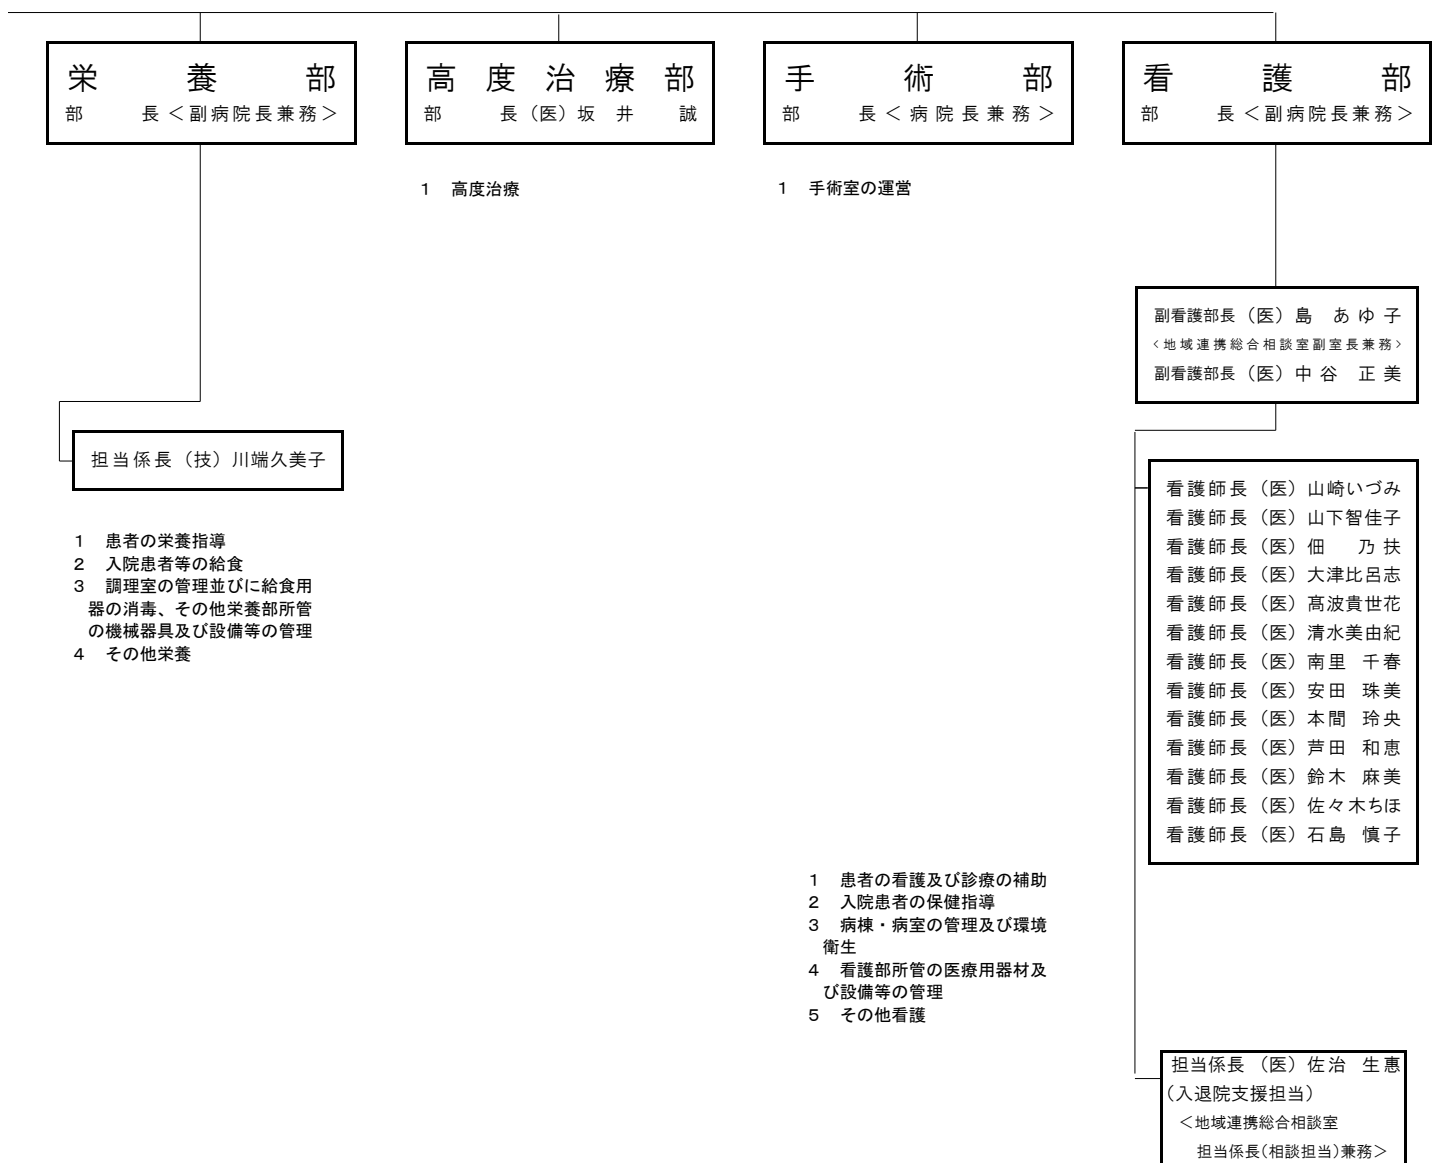 栄養部
部長＜副病院長兼務＞
担当係長（技）川端久美子
1 患者の栄養指導
2 入院患者等の給食
3 調理室の管理並びに給食用
器の消毒、その他栄養部所管
の機械器具及び設備等の管理
4 その他栄養
高度治療部
部長（医）坂井 誠
1 高度治療
手術部
部長＜病院長兼務＞
1 手術室の運営
看護部
部長＜副病院長兼務＞
副看護部長（医）島 あゆ子
＜地域連携総合相談室副室長兼務＞
副看護部長（医）中谷 正美
看護師長（医）山崎いづみ
看護師長（医）山下智佳子
看護師長（医）佃 乃扶
看護師長（医）大津比呂志
看護師長（医）髙波貴世花
看護師長（医）清水美由紀
看護師長（医）南里 千春
看護師長（医）安田 珠美
看護師長（医）本間 玲央
看護師長（医）芦田 和恵
看護師長（医）鈴木 麻美
看護師長（医）佐々木ちほ
看護師長（医）石島 慎子
1 患者の看護及び診療の補助
2 入院患者の保健指導
3 病棟・病室の管理及び環境
衛生
4 看護部所管の医療用器材及
び設備等の管理
5 その他看護
担当係長（医）佐治 生惠
（入退院支援担当）
＜地域連携総合相談室
担当係長(相談担当)兼務＞